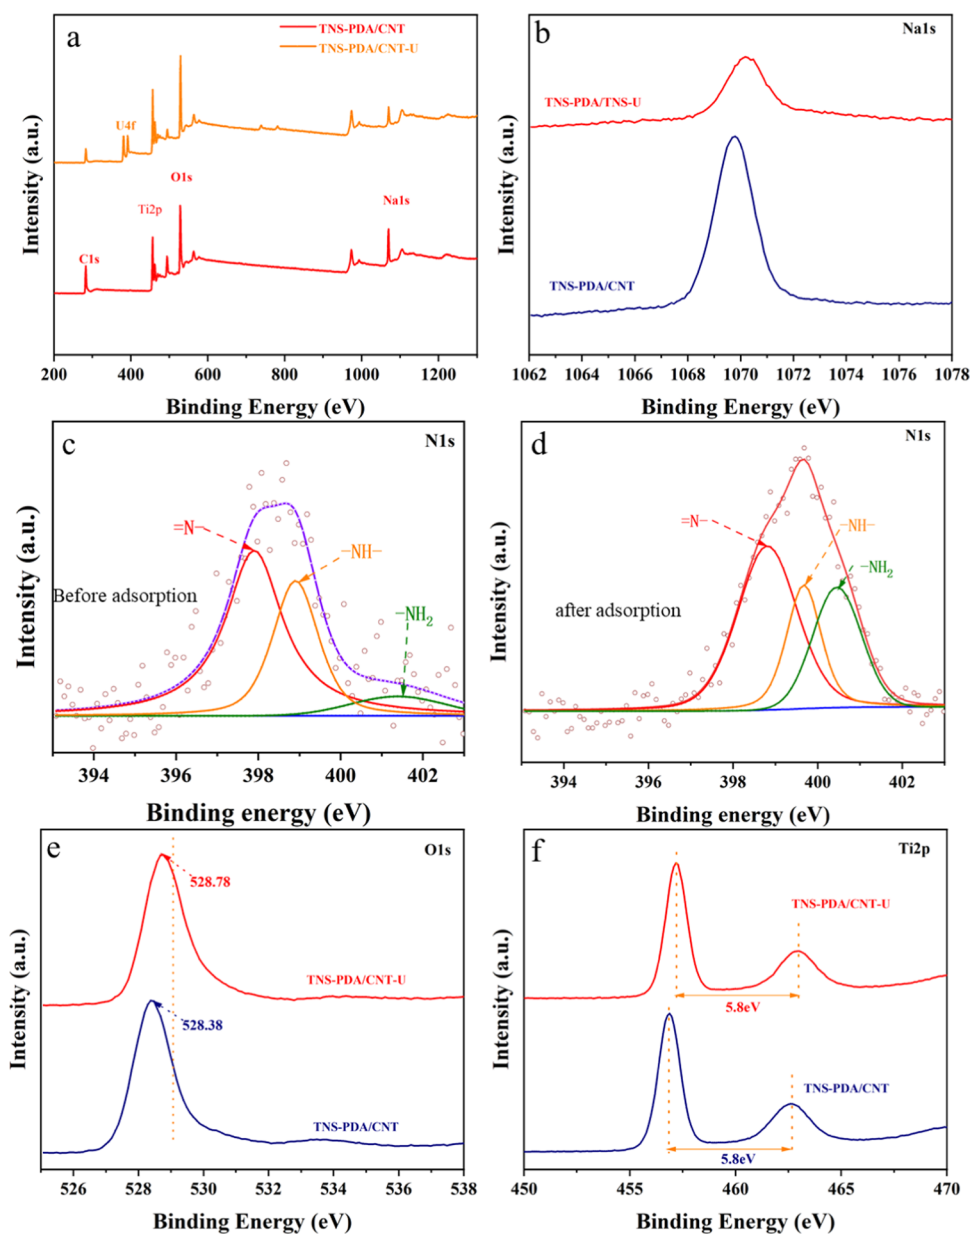 a
TNS-PDA/CNT
TNS-PDA/CNT-U
U4f
O1s
Ti2p
Na1s
C1s
Intensity (a.u.)
200 400 600 800 1000 1200
Binding Energy (eV)
b
Na1s
TNS-PDA/TNS-U
TNS-PDA/CNT
Intensity (a.u.)
1062 1064 1066 1068 1070 1072 1074 1076 1078
Binding Energy (eV)
c
N1s
=N-
-NH-
Before adsorption
-NH2
Intensity (a.u.)
394 396 398 400 402
Binding energy (eV)
d
N1s
=N-
-NH-
-NH2
after adsorption
Intensity (a.u.)
394 396 398 400 402
Binding energy (eV)
e
O1s
528.78
TNS-PDA/CNT-U
528.38
TNS-PDA/CNT
Intensity (a.u.)
526 528 530 532 534 536 538
Binding Energy (eV)
f
Ti2p
TNS-PDA/CNT-U
5.8eV
TNS-PDA/CNT
5.8eV
Intensity (a.u.)
450 455 460 465 470
Binding Energy (eV)